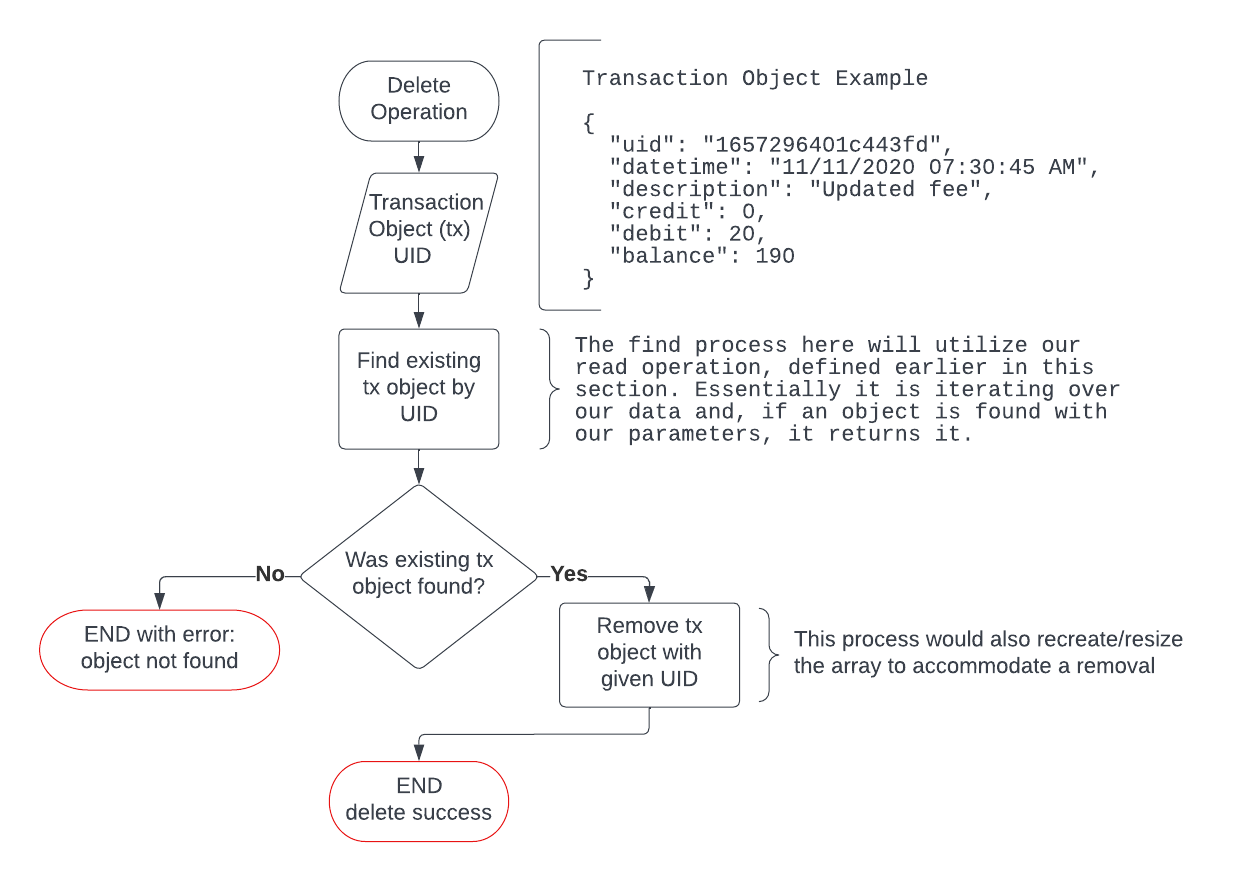 Delete
Operation
Transaction Object Example
{
"uid": "1657296401c443fd",
"datetime": "11/11/2020 07:30:45 AM",
"description": "Updated fee",
"credit": 0,
"debit": 20,
"balance": 190
}
Transaction
Object (tx)
UID
Find existing
tx object by
UID
The find process here will utilize our
read operation, defined earlier in this
section. Essentially it is iterating over
our data and, if an object is found with
our parameters, it returns it.
Was existing tx
object found?
No
Yes
END with error:
object not found
Remove tx
object with
given UID
This process would also recreate/resize
the array to accommodate a removal
END
delete success